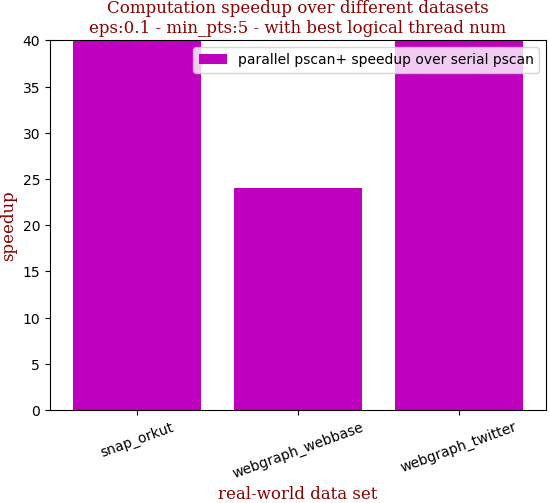 Computation speedup over different datasets
eps:0.1 - min_pts:5 - with best logical thread num
parallel pscan+ speedup over serial pscan
40
35
30
25
20
15
10
5
0
speedup
snap_orkut
webgraph_webbase
webgraph_twitter
real-world data set